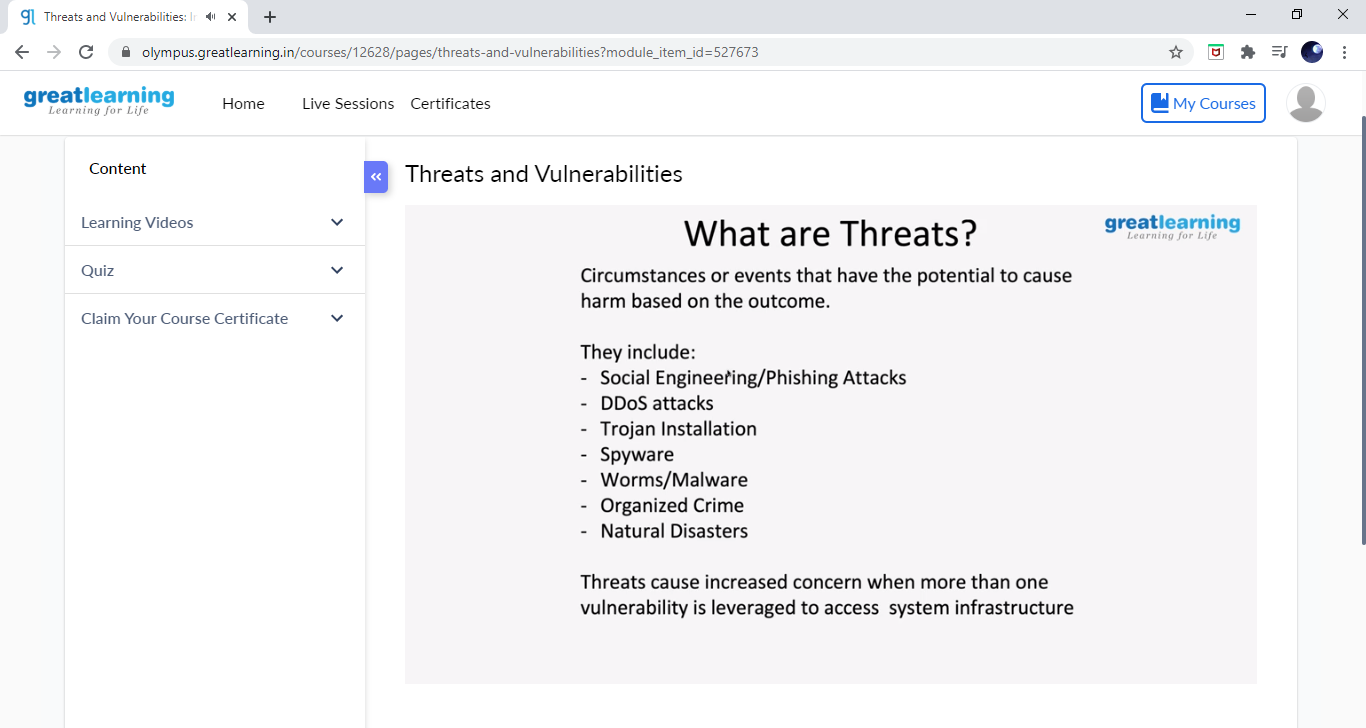 Threats and Vulnerabilities: I
olympus.greatlearning.in/courses/12628/pages/threats-and-vulnerabilities?module_item_id=527673
greatlearning
Learning for Life
Home Live Sessions Certificates
My Courses
Content
Learning Videos
Quiz
Claim Your Course Certificate
Threats and Vulnerabilities
What are Threats?
greatlearning
Learning for Life
Circumstances or events that have the potential to cause
harm based on the outcome.
They include:
- Social Engineering/Phishing Attacks
- DDoS attacks
- Trojan Installation
- Spyware
- Worms/Malware
- Organized Crime
- Natural Disasters
Threats cause increased concern when more than one
vulnerability is leveraged to access system infrastructure